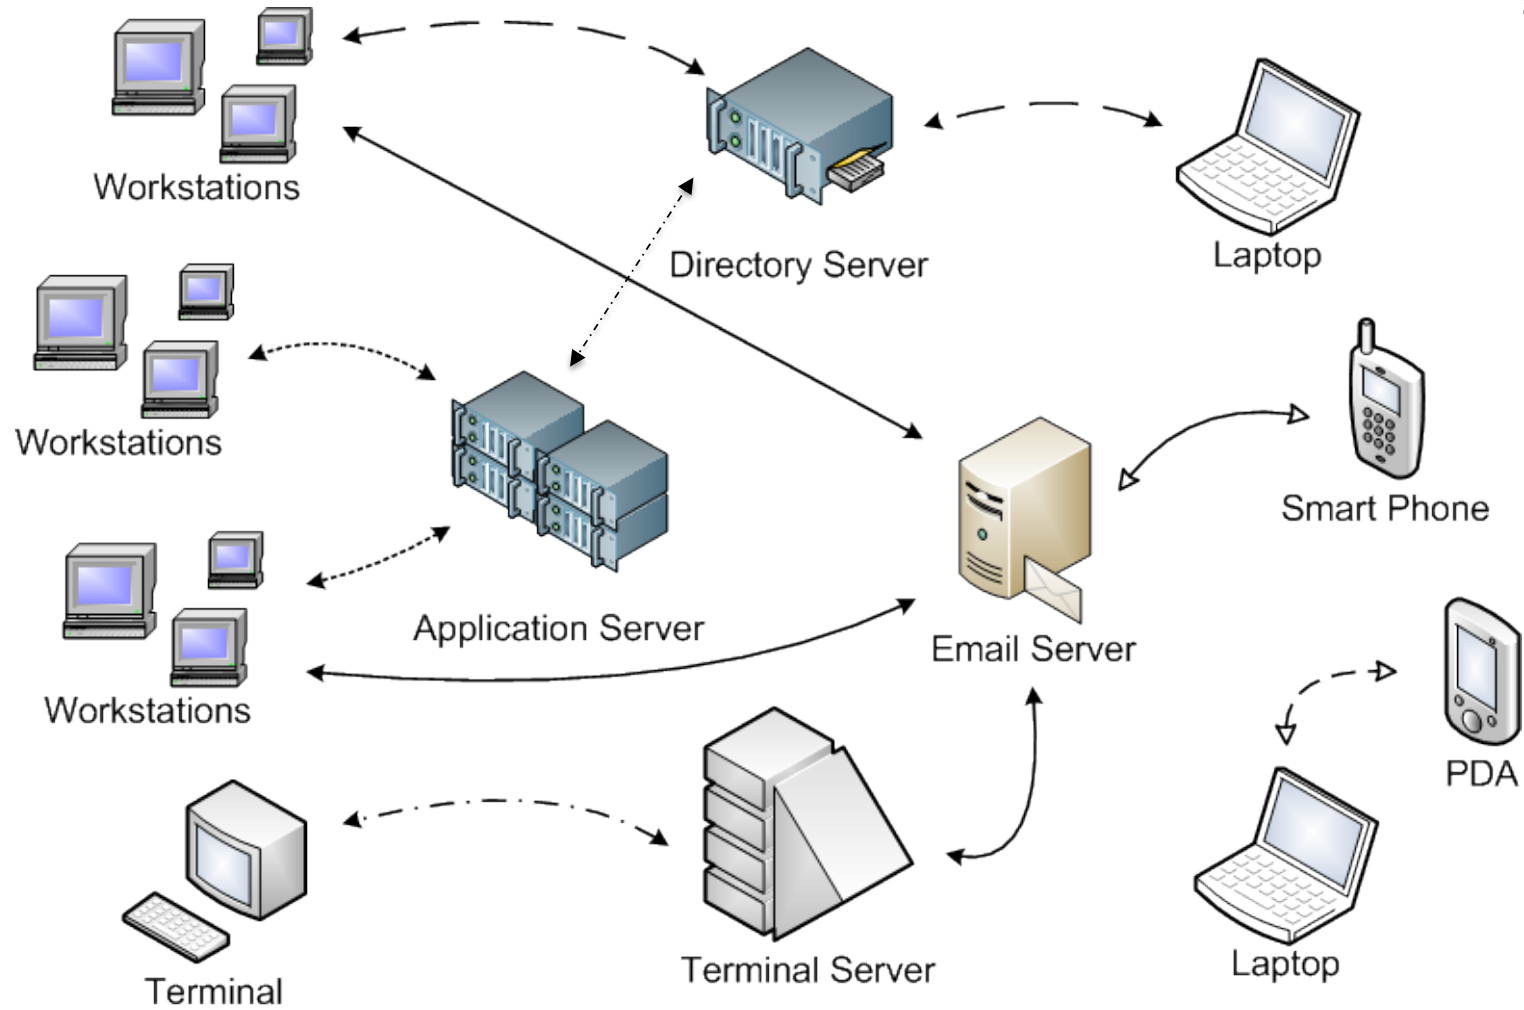 Workstations
Directory Server
Laptop
Workstations
Smart Phone
Application Server
Email Server
Workstations
PDA
Terminal Server
Laptop
Terminal